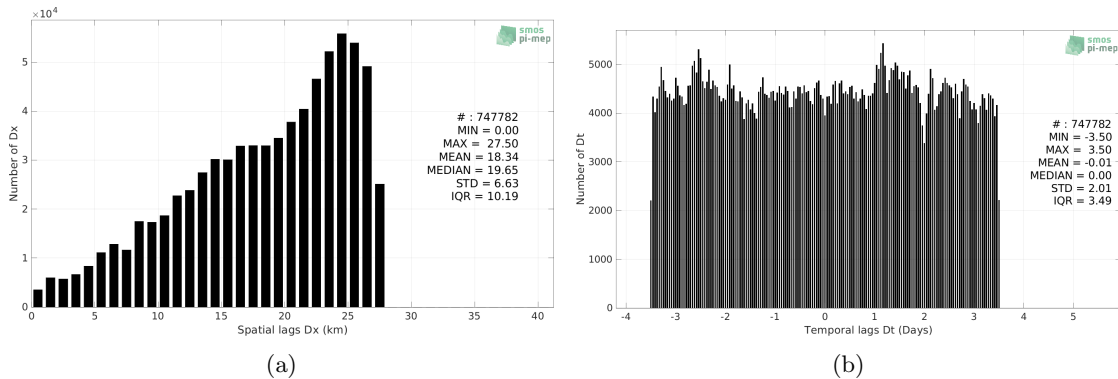 ×10⁴
5
4
3
2
1
0
Number of Dx
0 5 10 15 20 25 30 35 40
Spatial lags Dx (km)
smos
pi-mep
# : 747782
MIN = 0.00
MAX = 27.50
MEAN = 18.34
MEDIAN = 19.65
STD = 6.63
IQR = 10.19
(a)
5000
4000
3000
2000
1000
0
Number of Dt
-4 -3 -2 -1 0 1 2 3 4 5
Temporal lags Dt (Days)
smos
pi-mep
# : 747782
MIN = -3.50
MAX = 3.50
MEAN = -0.01
MEDIAN = 0.00
STD = 2.01
IQR = 3.49
(b)